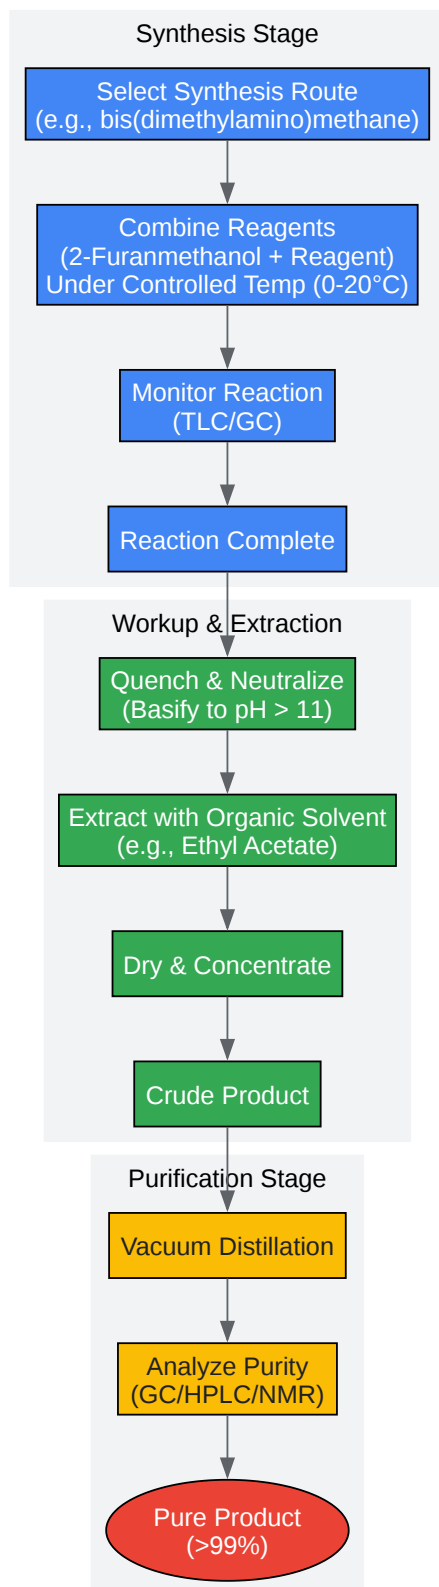 Synthesis Stage
Select Synthesis Route
(e.g., bis(dimethylamino)methane)
Combine Reagents
(2-Furanmethanol + Reagent)
Under Controlled Temp (0-20°C)
Monitor Reaction
(TLC/GC)
Reaction Complete
Workup & Extraction
Quench & Neutralize
(Basify to pH > 11)
Extract with Organic Solvent
(e.g., Ethyl Acetate)
Dry & Concentrate
Crude Product
Purification Stage
Vacuum Distillation
Analyze Purity
(GC/HPLC/NMR)
Pure Product
(>99%)